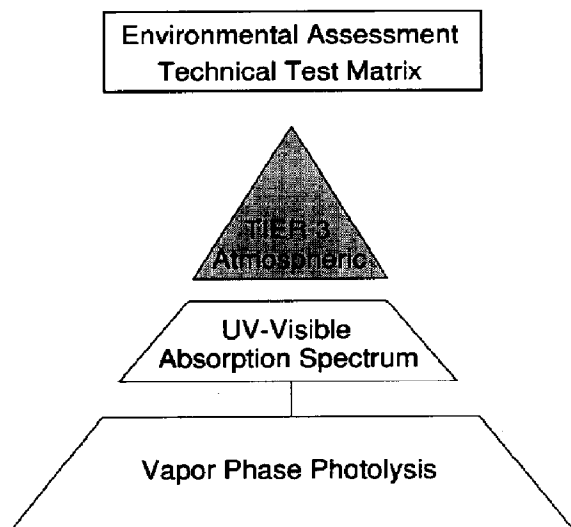 Environmental Assessment
Technical Test Matrix
TIER 3
Atmospheric
UV-Visible
Absorption Spectrum
Vapor Phase Photolysis